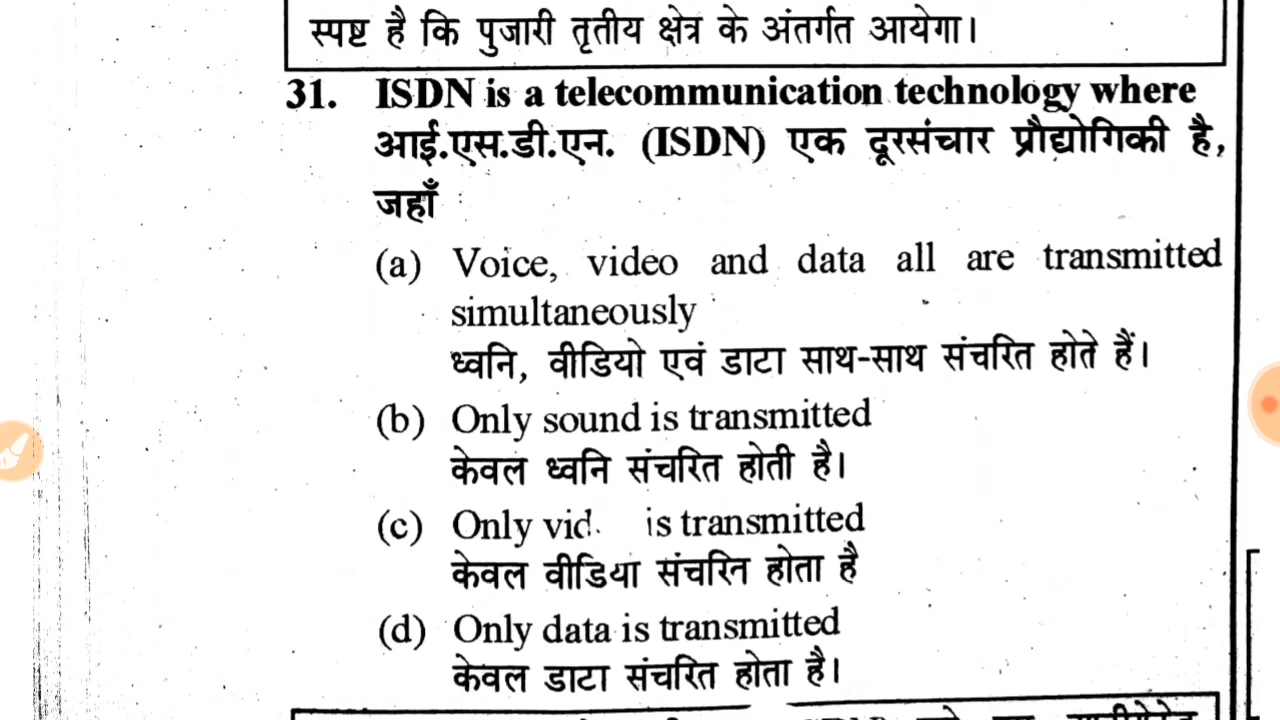 स्पष्ट है कि पुजारी तृतीय क्षेत्र के अंतर्गत आयेगा।
31. ISDN is a telecommunication technology where
आई.एस.डी.एन. (ISDN) एक दूरसंचार प्रौद्योगिकी है,
जहाँ
(a) Voice, video and data all are transmitted
simultaneously
ध्वनि, वीडियो एवं डाटा साथ-साथ संचरित होते हैं।
(b) Only sound is transmitted
केवल ध्वनि संचरित होती है।
(c) Only is transmitted
केवल वीडिया संचरित होता है
(d) Only data is transmitted
केवल डाटा संचरित होता है।